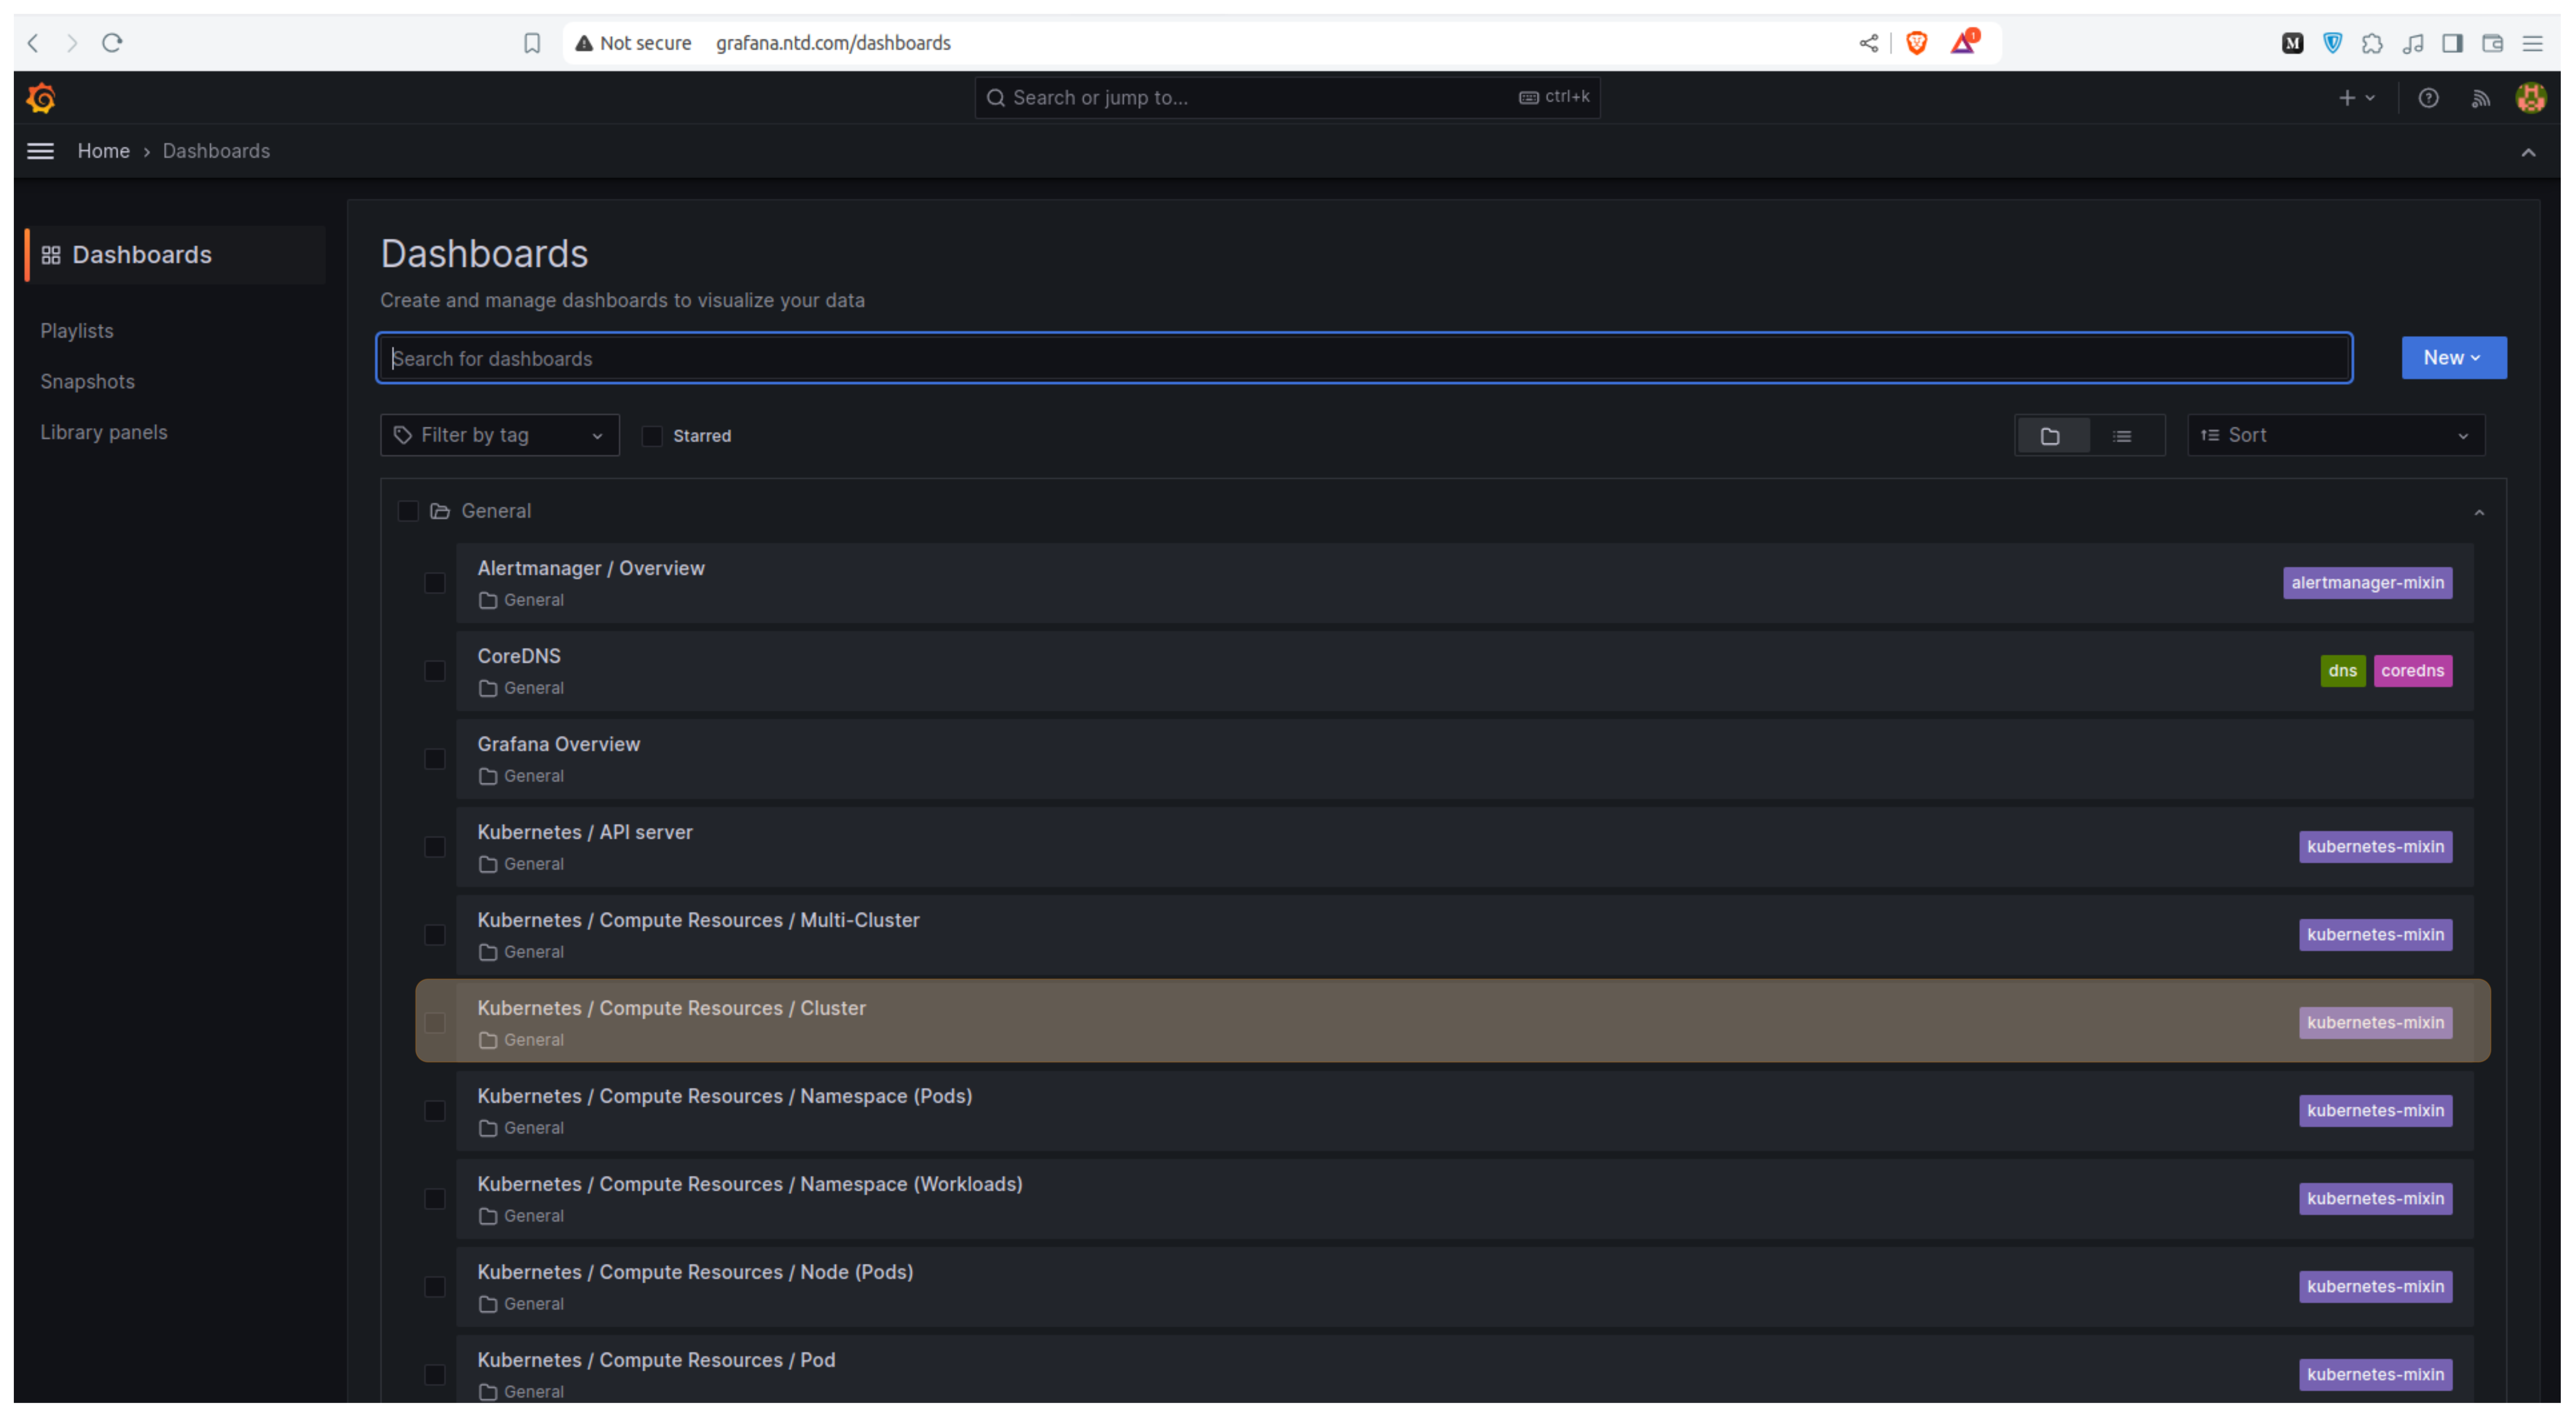 Not secure grafana.ntd.com/dashboards
1
M
Search or jump to... ctrl+k
Home › Dashboards
Dashboards
Playlists
Snapshots
Library panels
Dashboards
Create and manage dashboards to visualize your data
Search for dashboards
New
Filter by tag
Starred
Sort
General
Alertmanager / Overview
General
alertmanager-mixin
CoreDNS
General
dns coredns
Grafana Overview
General
Kubernetes / API server
General
kubernetes-mixin
Kubernetes / Compute Resources / Multi-Cluster
General
kubernetes-mixin
Kubernetes / Compute Resources / Cluster
General
kubernetes-mixin
Kubernetes / Compute Resources / Namespace (Pods)
General
kubernetes-mixin
Kubernetes / Compute Resources / Namespace (Workloads)
General
kubernetes-mixin
Kubernetes / Compute Resources / Node (Pods)
General
kubernetes-mixin
Kubernetes / Compute Resources / Pod
General
kubernetes-mixin